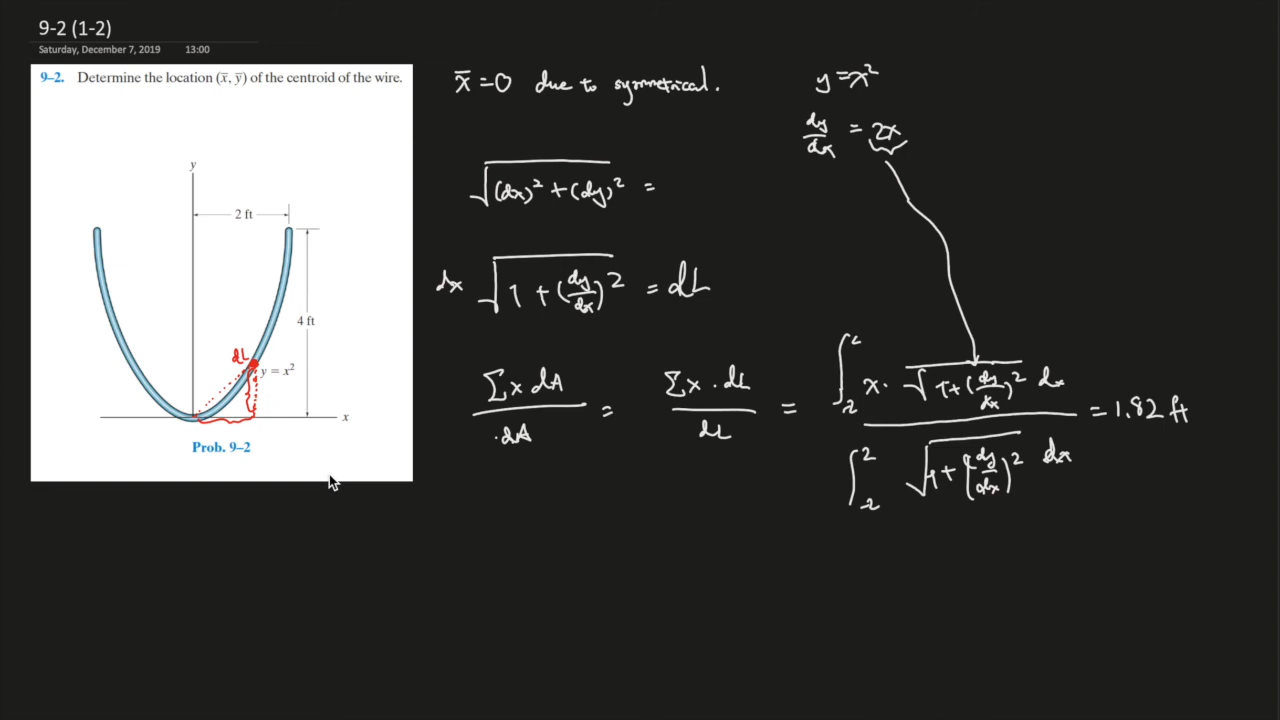 9-2 (1-2)
Saturday, December 7, 2019 13:00
9–2. Determine the location (x̄, ȳ) of the centroid of the wire.
y
2 ft
4 ft
dL
y = x²
x
Prob. 9–2
x̄ = 0 due to symmetrical.
y = x²
dy/dx = 2x
√((dx)² + (dy)²) =
dx √(1 + (dy/dx)²) = dL
Σx dA / ·dA = Σx · dL / dL = ∫₋₂² x · √(1+(dy/dx)²) dx / ∫₋₂² √(1+(dy/dx)²) dx = 1.82 ft